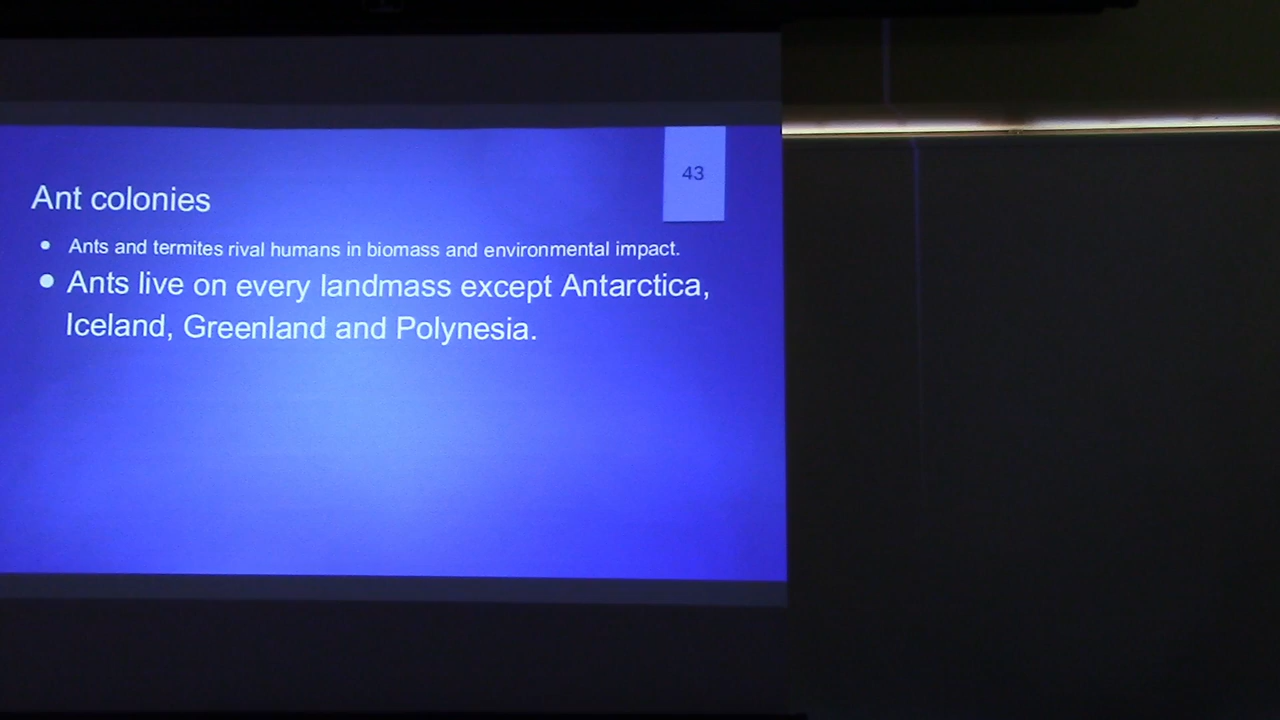 43
Ant colonies
● Ants and termites rival humans in biomass and environmental impact.
● Ants live on every landmass except Antarctica,
Iceland, Greenland and Polynesia.